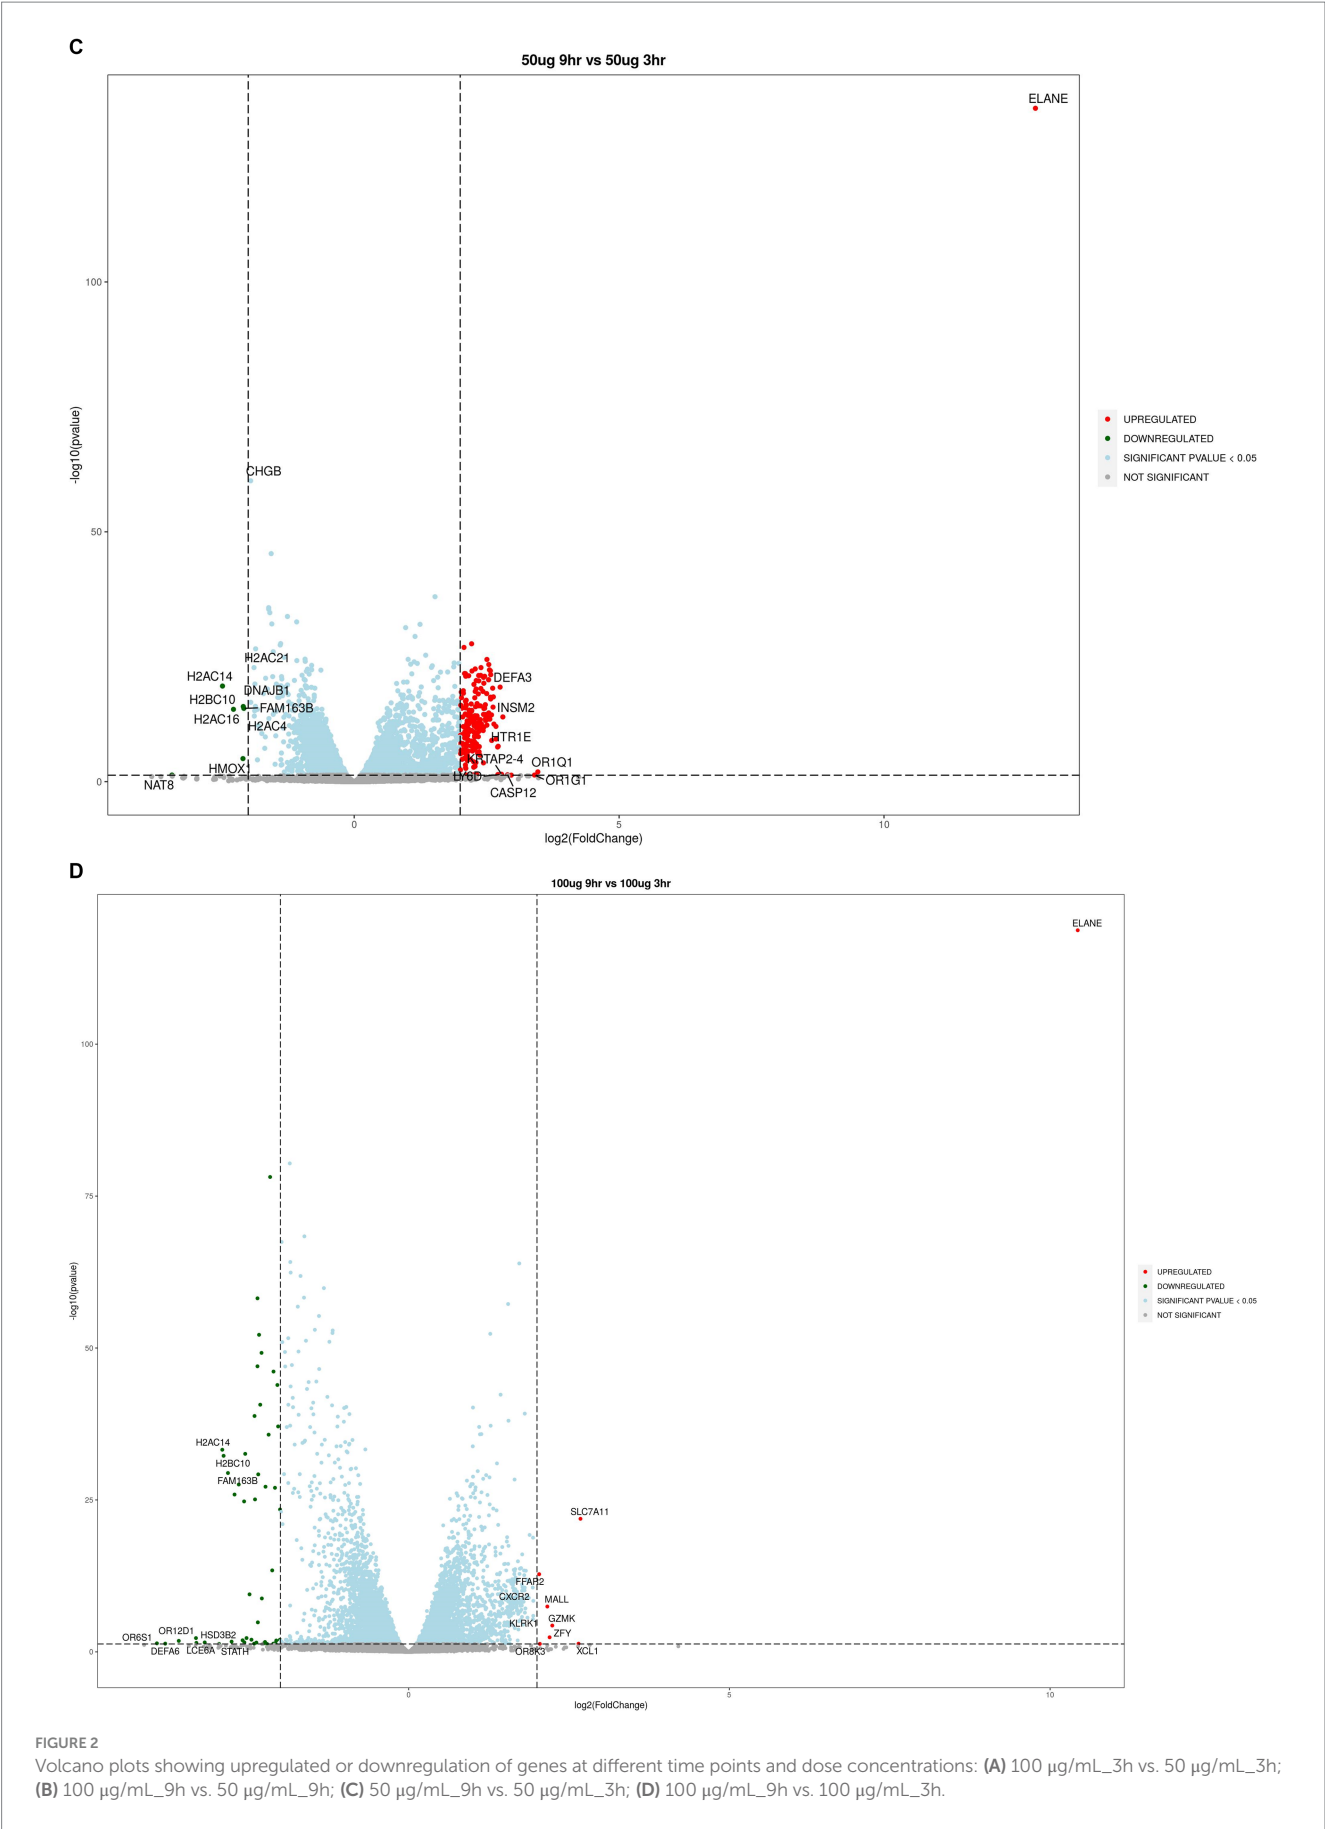 C
50ug 9hr vs 50ug 3hr
ELANE
100
CHGB
-log10(pvalue)
UPREGULATED
DOWNREGULATED
SIGNIFICANT PVALUE < 0.05
NOT SIGNIFICANT
50
H2AC21
H2AC14
DEFA3
DNAJB1
H2BC10
FAM163B
INSM2
H2AC16
H2AC4
HTR1E
KRTAP2-4
OR1Q1
HMOX1
LY6D
OR1G1
0
NAT8
CASP12
0
5
10
log2(FoldChange)
D
100ug 9hr vs 100ug 3hr
ELANE
100
75
-log10(pvalue)
UPREGULATED
DOWNREGULATED
SIGNIFICANT PVALUE < 0.05
NOT SIGNIFICANT
50
H2AC14
H2BC10
FAM163B
25
SLC7A11
FFAR2
CXCR2
MALL
KLRK1
GZMK
ZFY
OR6S1
OR12D1
HSD3B2
DEFA6
LCE6A
STATH
OR8K3
XCL1
0
0
5
10
log2(FoldChange)
FIGURE 2
Volcano plots showing upregulated or downregulation of genes at different time points and dose concentrations: (A) 100 μg/mL_3h vs. 50 μg/mL_3h;
(B) 100 μg/mL_9h vs. 50 μg/mL_9h; (C) 50 μg/mL_9h vs. 50 μg/mL_3h; (D) 100 μg/mL_9h vs. 100 μg/mL_3h.